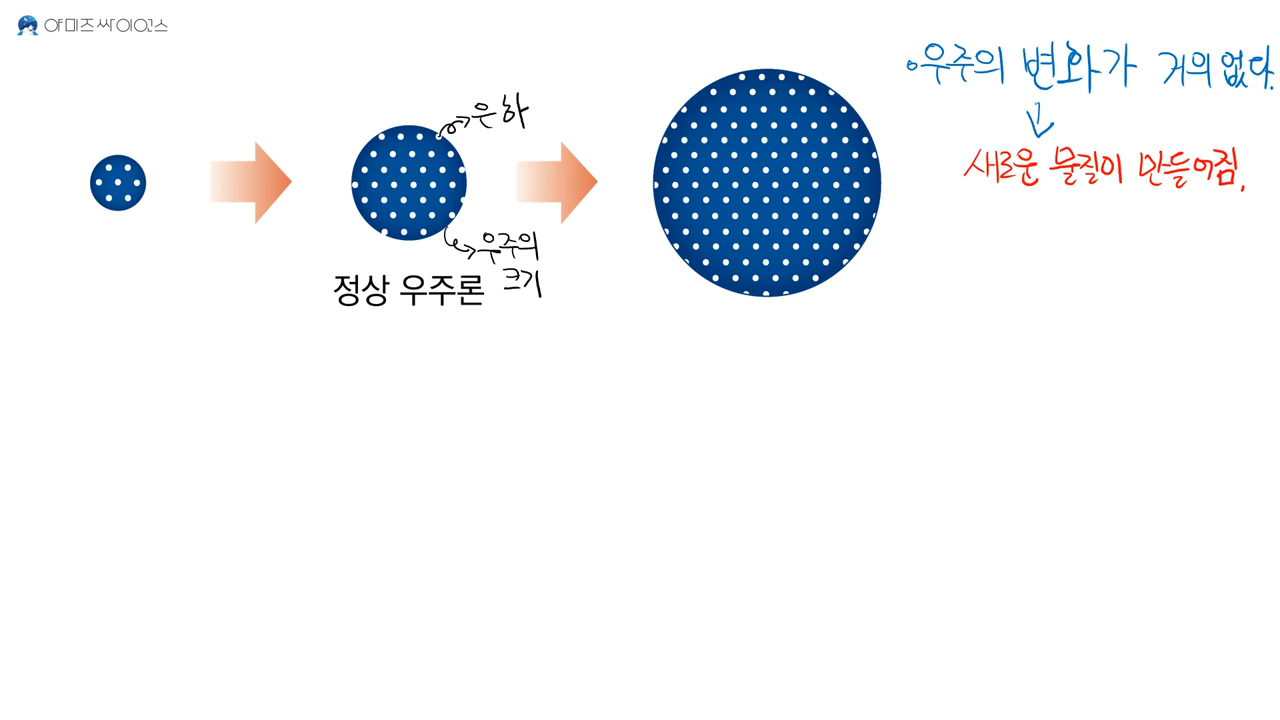 야미즈싸이언스
우주의 변화가 거의 없다.
새로운 물질이 만들어짐.
은하
우주의
크기
정상 우주론